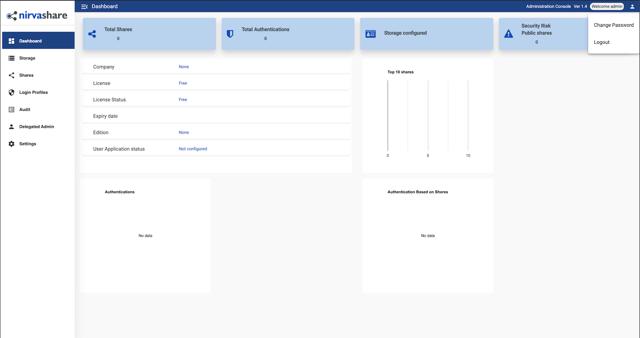 nirvashare
Dashboard
Administration Console Ver 1.4 Welcome admin
Change Password
Logout
Dashboard
Storage
Shares
Login Profiles
Audit
Delegated Admin
Settings
Total Shares
0
Total Authentications
0
Storage configured
Security Risk
Public shares
0
Company None
License Free
License Status Free
Expiry date
Edition None
User Application status Not configured
Top 10 shares
0 5 10
Authentications
No data
Authentication Based on Shares
No data